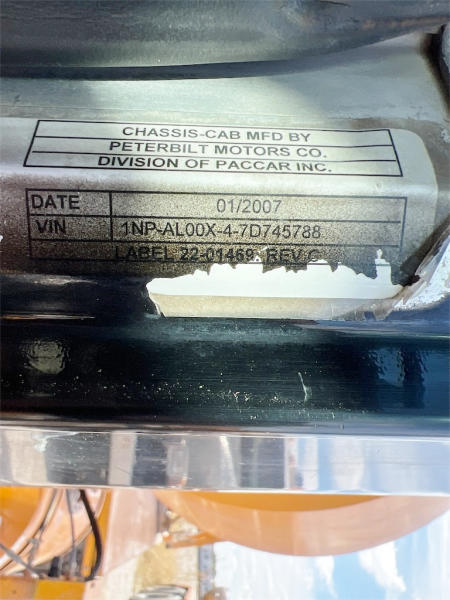 CHASSIS-CAB MFD BY
PETERBILT MOTORS CO.
DIVISION OF PACCAR INC.
DATE 01/2007
VIN 1NP-AL00X-4-7D745788
LABEL 22-01469 REV C